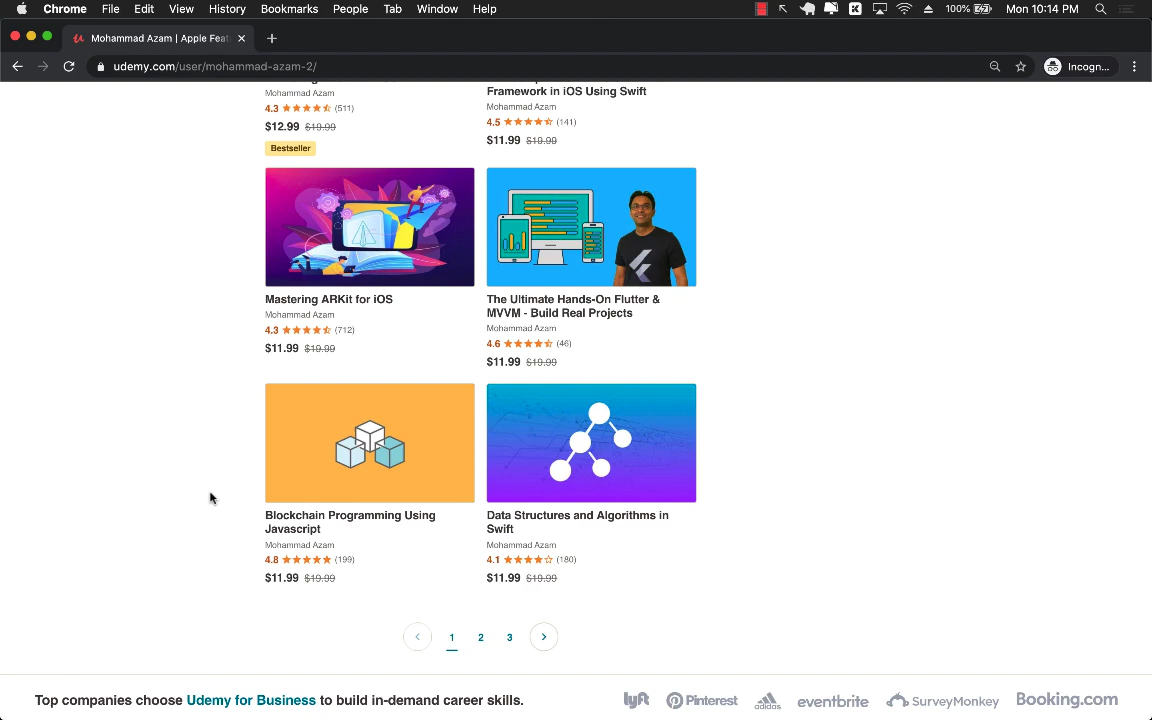 Chrome File Edit View History Bookmarks People Tab Window Help 100% Mon 10:14 PM
Mohammad Azam | Apple Feat
udemy.com/user/mohammad-azam-2/ Incogn...
Mohammad Azam
4.3 (511)
$12.99 $19.99
Bestseller
Framework in iOS Using Swift
Mohammad Azam
4.5 (141)
$11.99 $19.99
Mastering ARKit for iOS
Mohammad Azam
4.3 (712)
$11.99 $19.99
The Ultimate Hands-On Flutter &
MVVM - Build Real Projects
Mohammad Azam
4.6 (46)
$11.99 $19.99
Blockchain Programming Using
Javascript
Mohammad Azam
4.8 (199)
$11.99 $19.99
Data Structures and Algorithms in
Swift
Mohammad Azam
4.1 (180)
$11.99 $19.99
1 2 3
Top companies choose Udemy for Business to build in-demand career skills. lyft Pinterest adidas eventbrite SurveyMonkey Booking.com